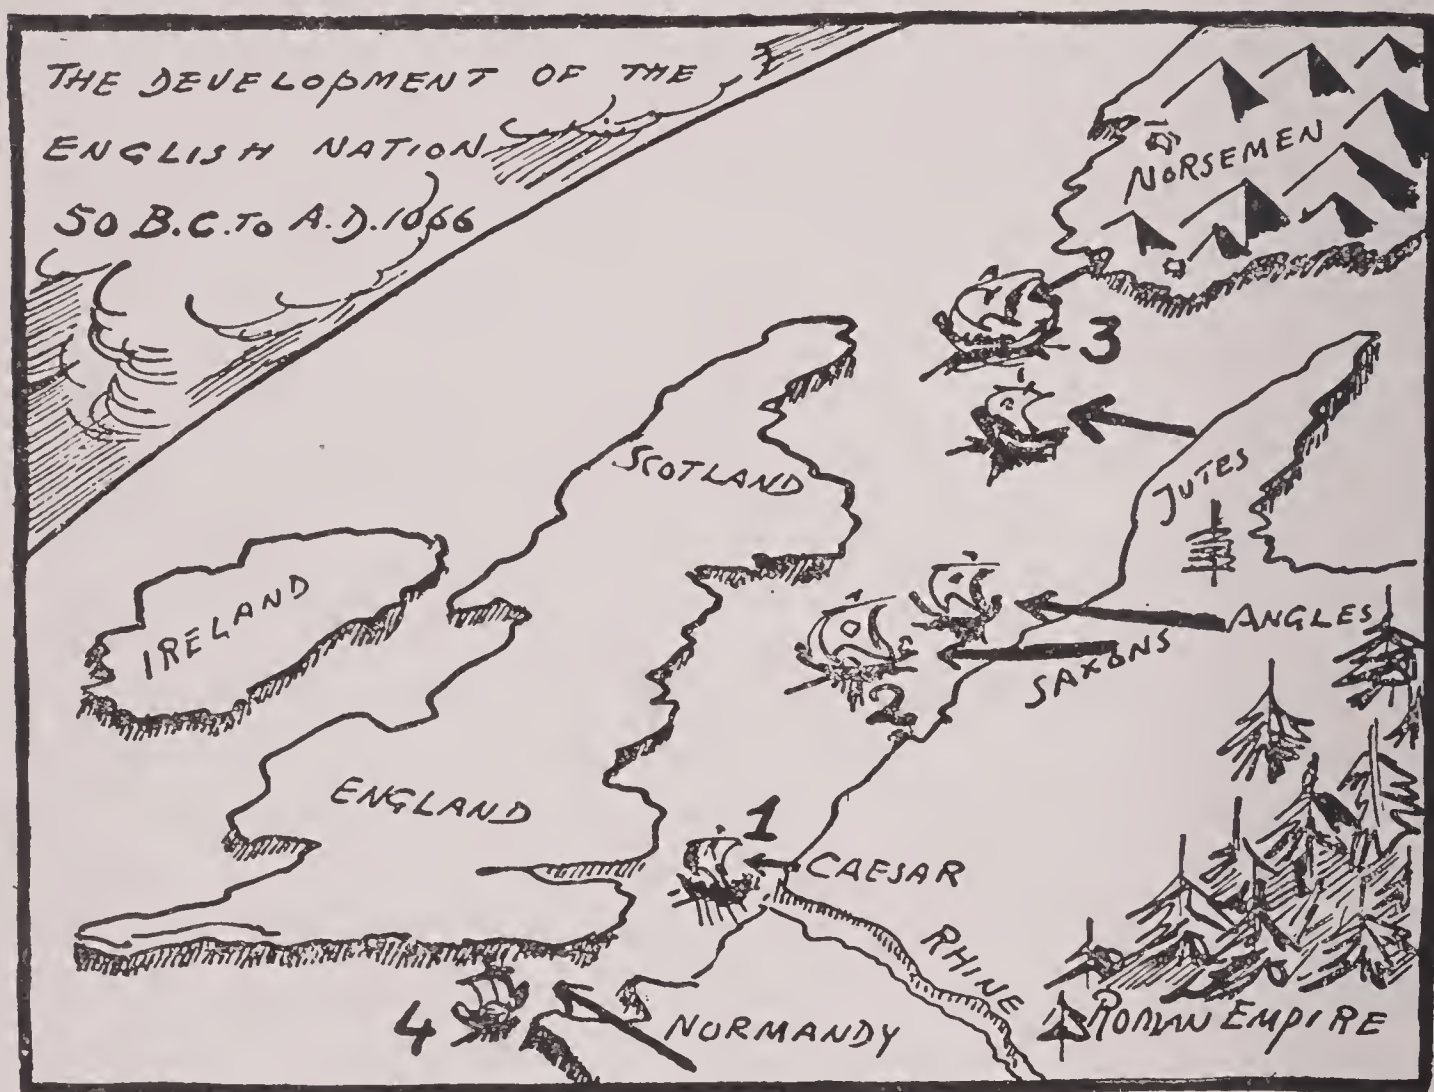 THE DEVELOPMENT OF THE
ENGLISH NATION
50 B.C. TO A.D. 1066
NORSEMEN
3
SCOTLAND
JUTES
IRELAND
ANGLES
SAXONS
2
ENGLAND
1
CAESAR
RHINE
4
NORMANDY
ROMAN EMPIRE